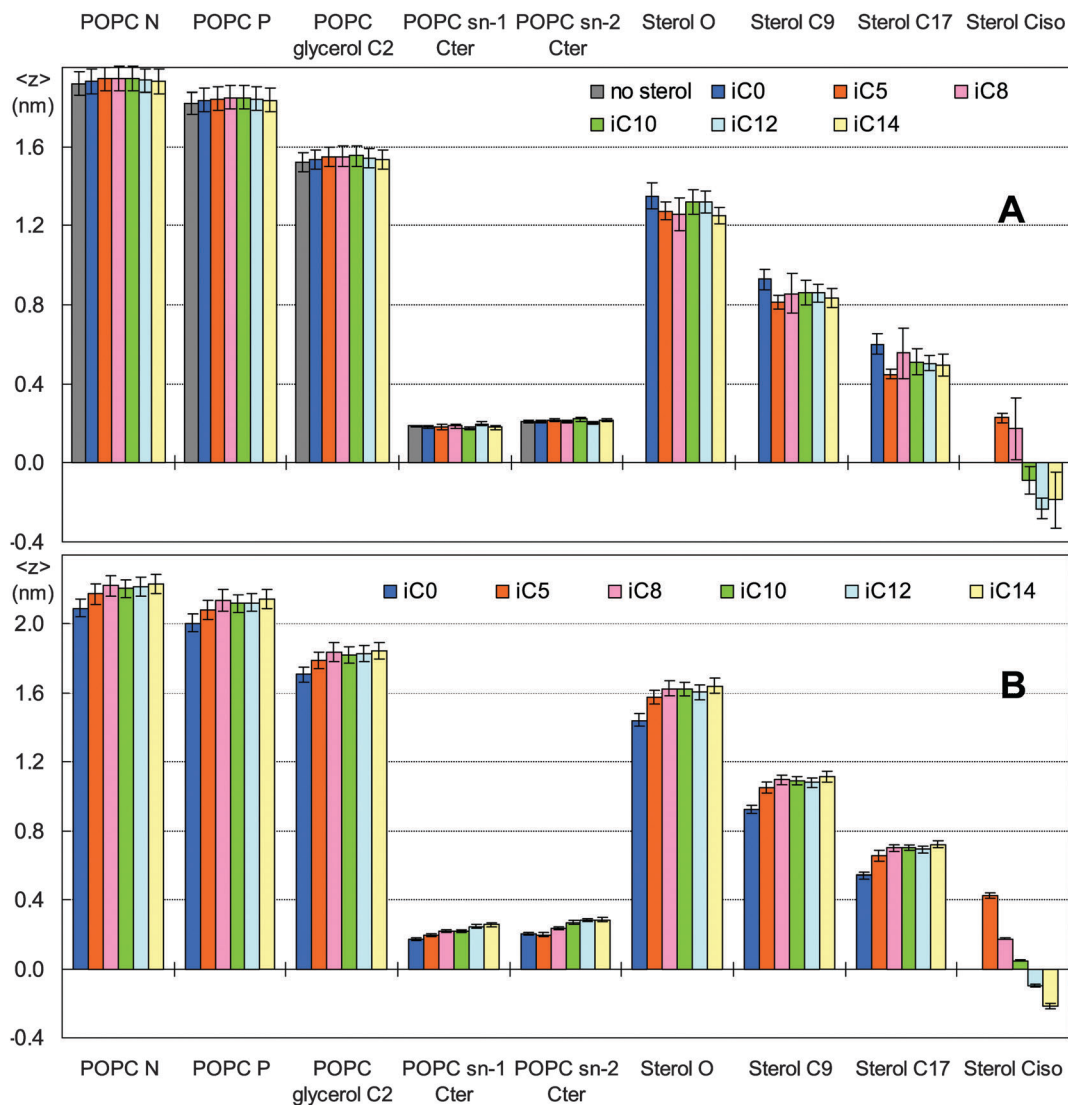 POPC N POPC P POPC POPC sn-1 POPC sn-2 Sterol O Sterol C9 Sterol C17 Sterol Ciso
glycerol C2 Cter Cter
<z>
(nm)
no sterol iC0 iC5 iC8
iC10 iC12 iC14
1.6
1.2
A
0.8
0.4
0.0
-0.4
<z>
(nm)
iC0 iC5 iC8 iC10 iC12 iC14
2.0
1.6
B
1.2
0.8
0.4
0.0
-0.4
POPC N POPC P POPC POPC sn-1 POPC sn-2 Sterol O Sterol C9 Sterol C17 Sterol Ciso
glycerol C2 Cter Cter